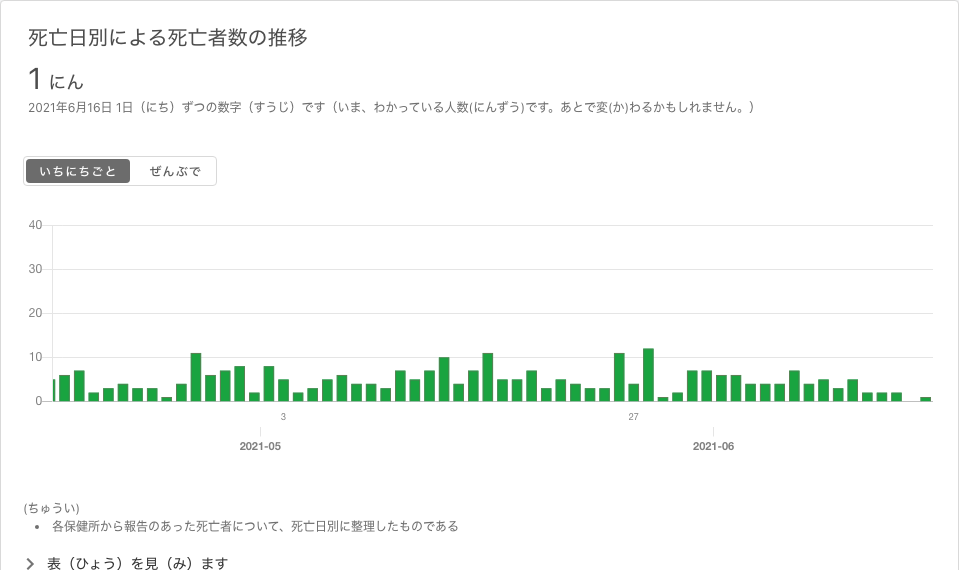 死亡日別による死亡者数の推移
1 にん
2021年6月16日 1日（にち）ずつの数字（すうじ）です（いま、わかっている人数(にんずう)です。あとで変(か)わるかもしれません。）
いちにちごと ぜんぶで
40
30
20
10
0
3 27
2021-05 2021-06
(ちゅうい)
• 各保健所から報告のあった死亡者について、死亡日別に整理したものである
表（ひょう）を見（み）ます